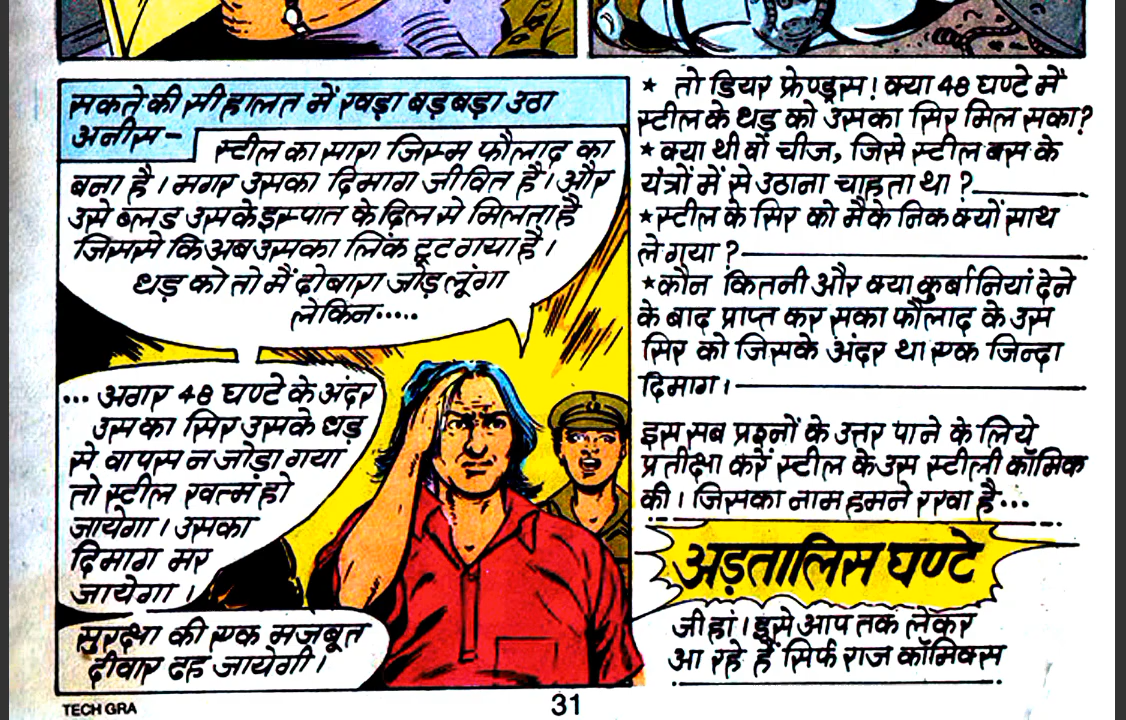 सकते की सी हालत में खड़ा बड़बड़ा उठा
अनीस-
स्टील का सारा जिस्म फौलाद का
बना है। मगर उसका दिमाग जीवित है। और
उसे ब्लड उसके इस्पात के दिल से मिलता है
जिससे कि अब उसका लिंक टूट गया है।
धड़ को तो मैं दोबारा जोड़ लूंगा
लेकिन.....
... अगर 48 घण्टे के अंदर
उसका सिर उसके धड़
से वापस न जोड़ा गया
तो स्टील खत्म हो
जायेगा। उसका
दिमाग मर
जायेगा।
सुरक्षा की एक मजबूत
दीवार ढह जायेगी।
★ तो डियर फ्रेण्ड्स! क्या 48 घण्टे में
स्टील के धड़ को उसका सिर मिल सका?
★ क्या थी वो चीज, जिसे स्टील बस के
यंत्रों में से उठाना चाहता था?
★ स्टील के सिर को मैकेनिक क्यों साथ
ले गया?
★ कौन कितनी और क्या कुर्बानियां देने
के बाद प्राप्त कर सका फौलाद के उस
सिर को जिसके अंदर था एक जिन्दा
दिमाग।
इस सब प्रश्नों के उत्तर पाने के लिये
प्रतीक्षा करें स्टील के उस स्टीली कॉमिक
की। जिसका नाम हमने रखा है...
अड़तालिस घण्टे
जी हां। इसे आप तक लेकर
आ रहे हैं सिर्फ राज कॉमिक्स
TECH GRA
31